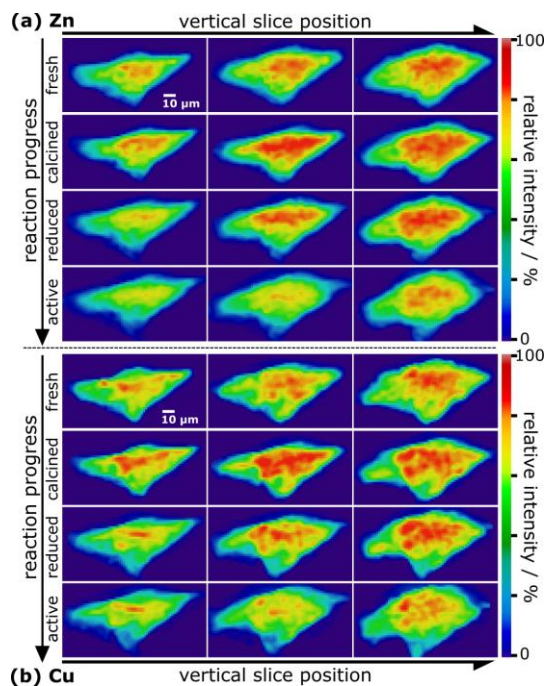 (a) Zn vertical slice position
reaction progress
fresh
calcined
reduced
active
10 µm
100
relative intensity / %
0
reaction progress
fresh
calcined
reduced
active
10 µm
100
relative intensity / %
0
(b) Cu vertical slice position